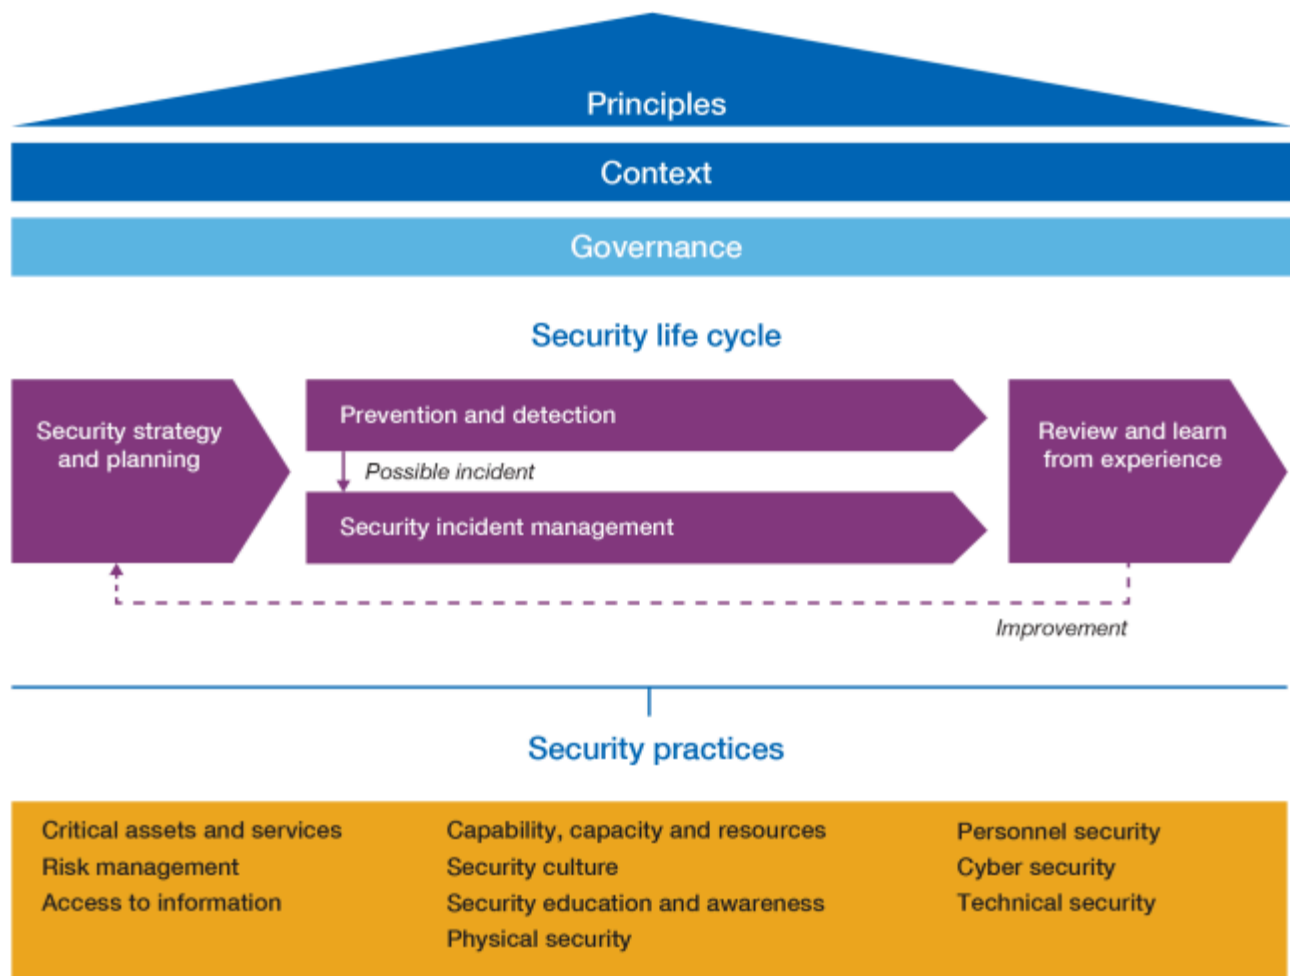 Principles
Context
Governance
Security life cycle
Security strategy
and planning
Prevention and detection
Possible incident
Security incident management
Review and learn
from experience
Improvement
Security practices
Critical assets and services
Risk management
Access to information
Capability, capacity and resources
Security culture
Security education and awareness
Physical security
Personnel security
Cyber security
Technical security